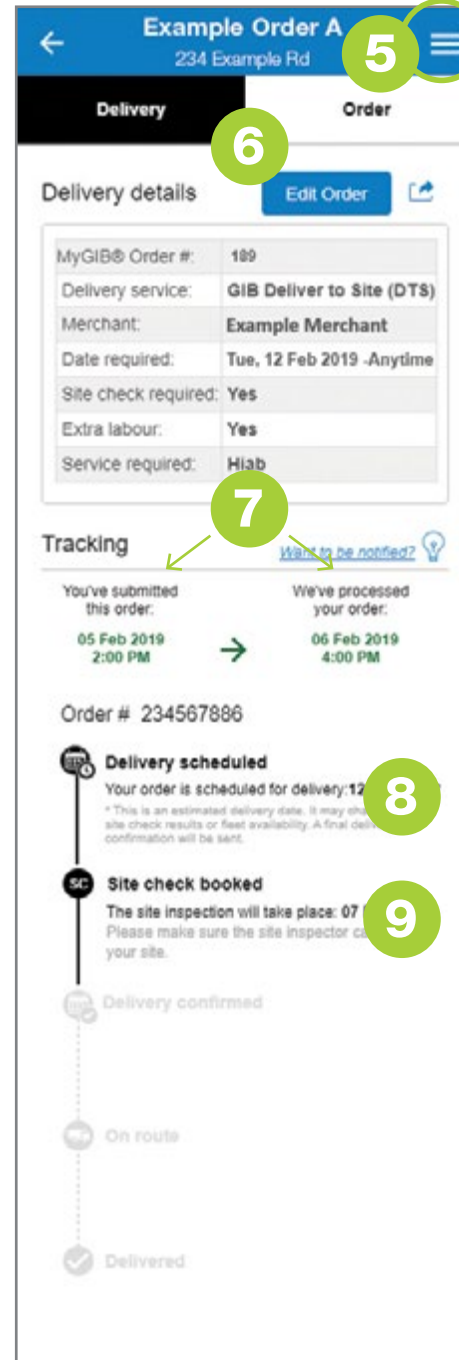 Example Order A
234 Example Rd
5
Delivery
Order
6
Delivery details
Edit Order
MyGIB® Order #: 189
Delivery service: GIB Deliver to Site (DTS)
Merchant: Example Merchant
Date required: Tue, 12 Feb 2019 -Anytime
Site check required: Yes
Extra labour: Yes
Service required: Hiab
7
Tracking
Want to be notified?
You've submitted
this order:
05 Feb 2019
2:00 PM
We've processed
your order:
06 Feb 2019
4:00 PM
Order # 234567886
Delivery scheduled
Your order is scheduled for delivery:12
8
* This is an estimated delivery date. It may
site check results or fleet availability. A final
confirmation will be sent.
SC
Site check booked
The site inspection will take place: 07
9
Please make sure the site inspector
your site.
Delivery confirmed
On route
Delivered